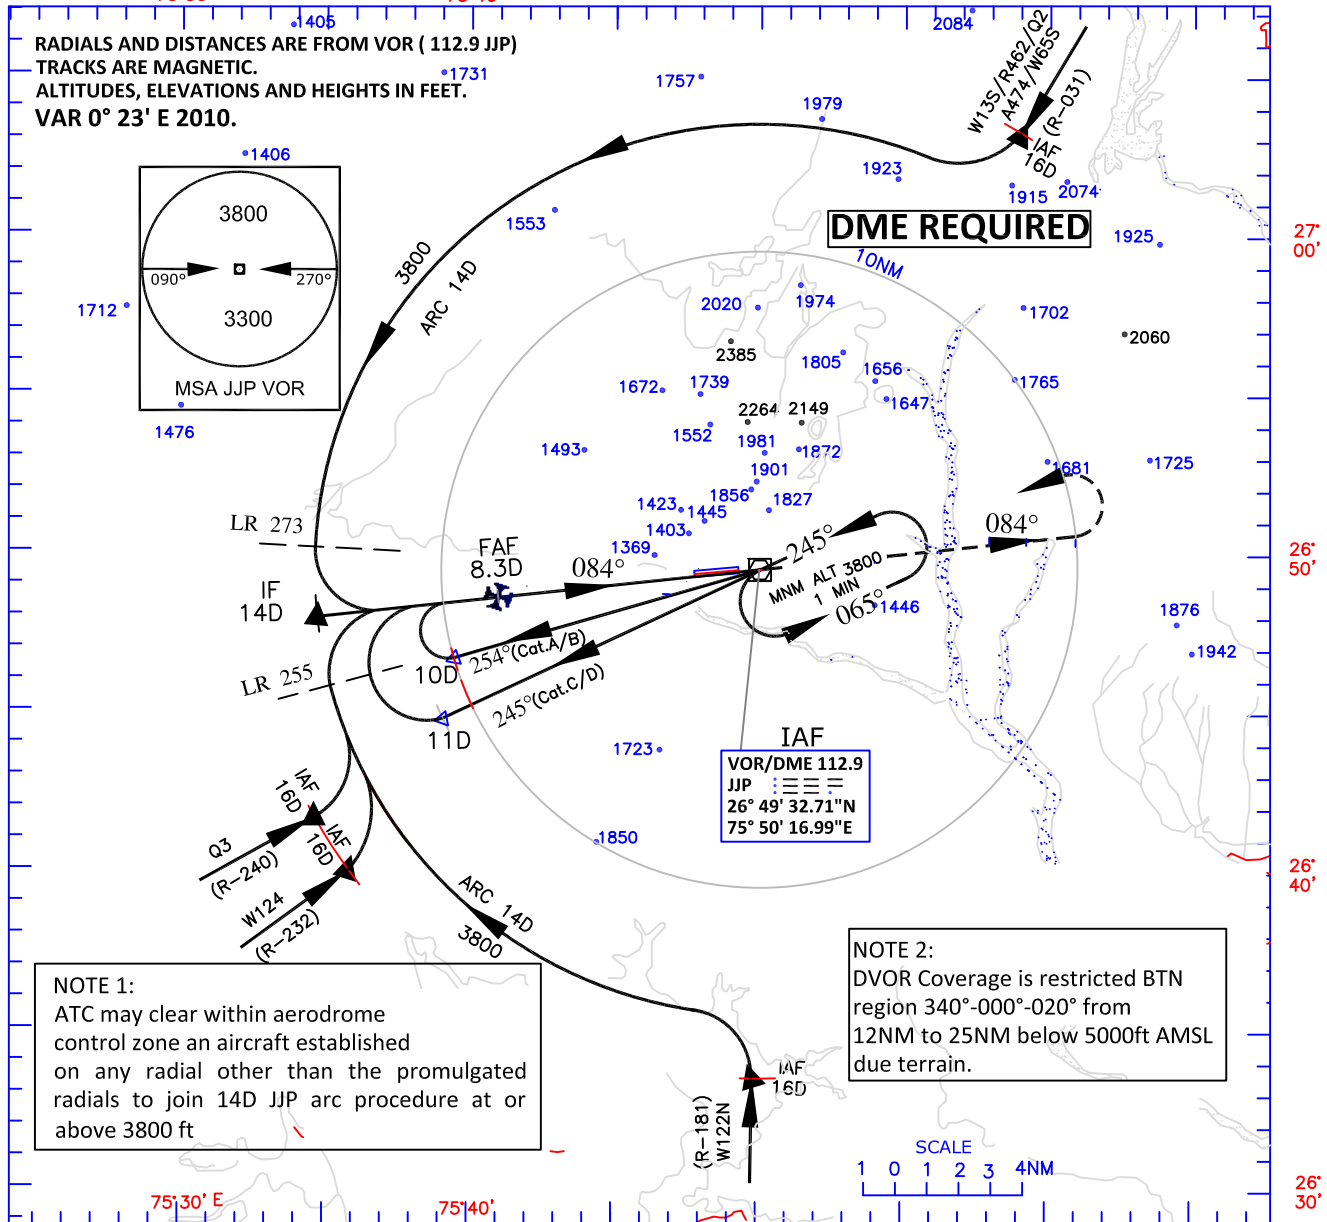 75°30'
75°40'
1405
2084
RADIALS AND DISTANCES ARE FROM VOR ( 112.9 JJP)
TRACKS ARE MAGNETIC.
ALTITUDES, ELEVATIONS AND HEIGHTS IN FEET.
VAR 0° 23' E 2010.
1731
1757
1979
W13S/R462/Q2
A474/W65S
(R-031)
IAF
16D
1406
1923
1915
2074
3800
090°
270°
3300
MSA JJP VOR
1553
DME REQUIRED
1925
27°
00'
3800
ARC 14D
10NM
1712
2020
1974
1702
2385
2060
1805
1656
1765
1672
1739
1647
1476
2264
2149
1552
1493
1981
1872
1681
1725
1901
1856
1827
1423
1445
1403
1369
LR 273
FAF
8.3D
084°
245°
084°
26°
50'
MNM ALT 3800
1 MIN
065°
1446
IF
14D
1876
1942
10D
254°(Cat.A/B)
LR 255
245°(Cat.C/D)
11D
1723
IAF
VOR/DME 112.9
JJP
26° 49' 32.71"N
75° 50' 16.99"E
IAF
16D
IAF
16D
Q3
(R-240)
W124
(R-232)
1850
26°
40'
ARC 14D
3800
NOTE 1:
ATC may clear within aerodrome
control zone an aircraft established
on any radial other than the promulgated
radials to join 14D JJP arc procedure at or
above 3800 ft
NOTE 2:
DVOR Coverage is restricted BTN
region 340°-000°-020° from
12NM to 25NM below 5000ft AMSL
due terrain.
IAF
16D
(R-181)
W122N
SCALE
1 0 1 2 3 4NM
75°30' E
75°40'
26°
30'